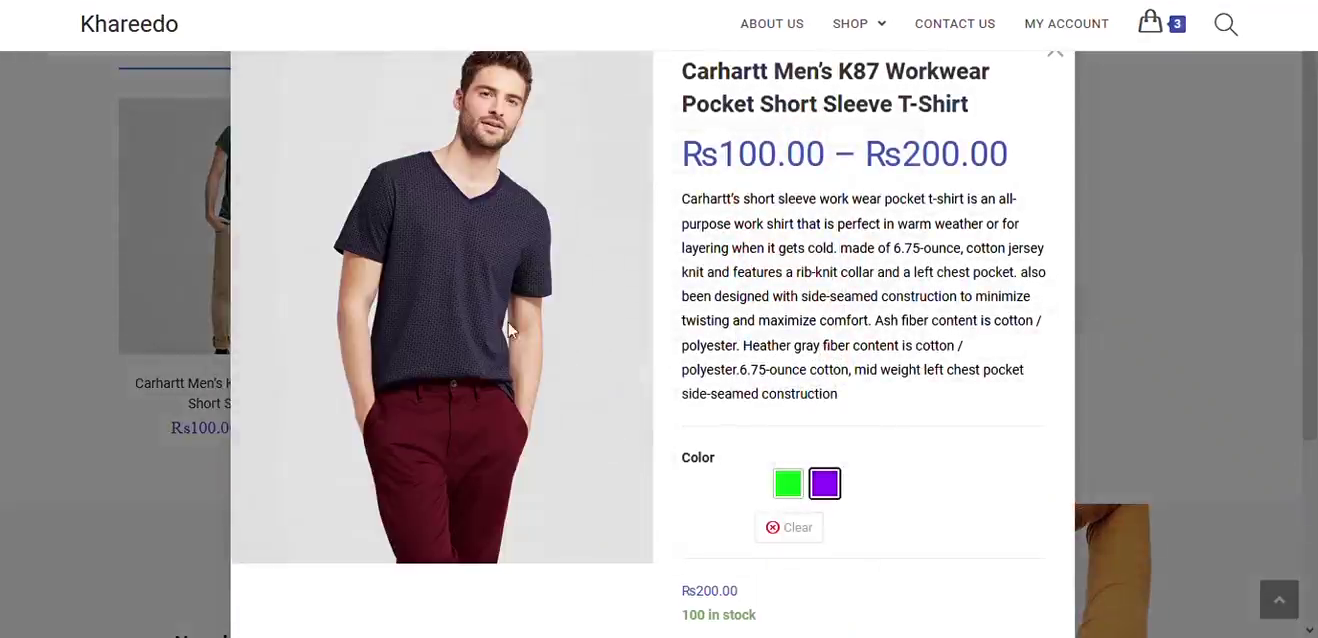 Khareedo
ABOUT US
SHOP
CONTACT US
MY ACCOUNT
3
Carhartt Men’s K87 Workwear
Pocket Short Sleeve T-Shirt
₨100.00 – ₨200.00
Carhartt’s short sleeve work wear pocket t-shirt is an all-
purpose work shirt that is perfect in warm weather or for
layering when it gets cold. made of 6.75-ounce, cotton jersey
knit and features a rib-knit collar and a left chest pocket. also
been designed with side-seamed construction to minimize
twisting and maximize comfort. Ash fiber content is cotton /
polyester. Heather gray fiber content is cotton /
polyester.6.75-ounce cotton, mid weight left chest pocket
side-seamed construction
Color
Clear
₨200.00
100 in stock
Carhartt Men’s K
Short S
₨100.0